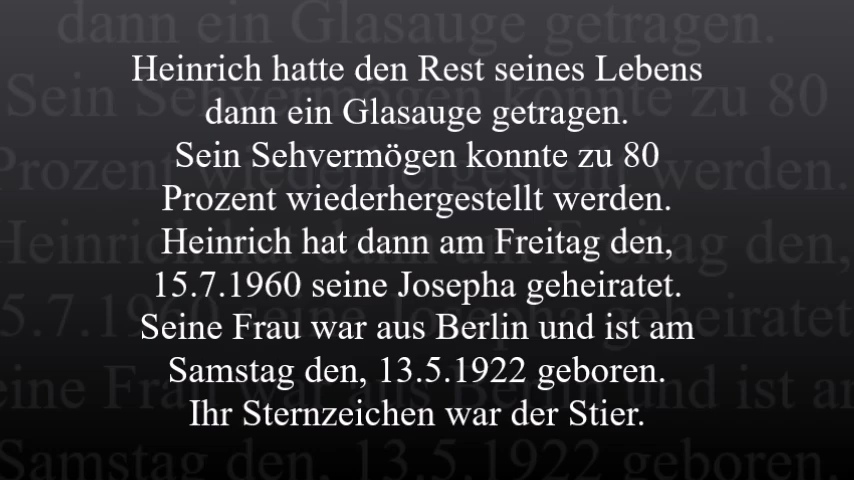 Heinrich hatte den Rest seines Lebens
dann ein Glasauge getragen.
Sein Sehvermögen konnte zu 80
Prozent wiederhergestellt werden.
Heinrich hat dann am Freitag den,
15.7.1960 seine Josepha geheiratet.
Seine Frau war aus Berlin und ist am
Samstag den, 13.5.1922 geboren.
Ihr Sternzeichen war der Stier.